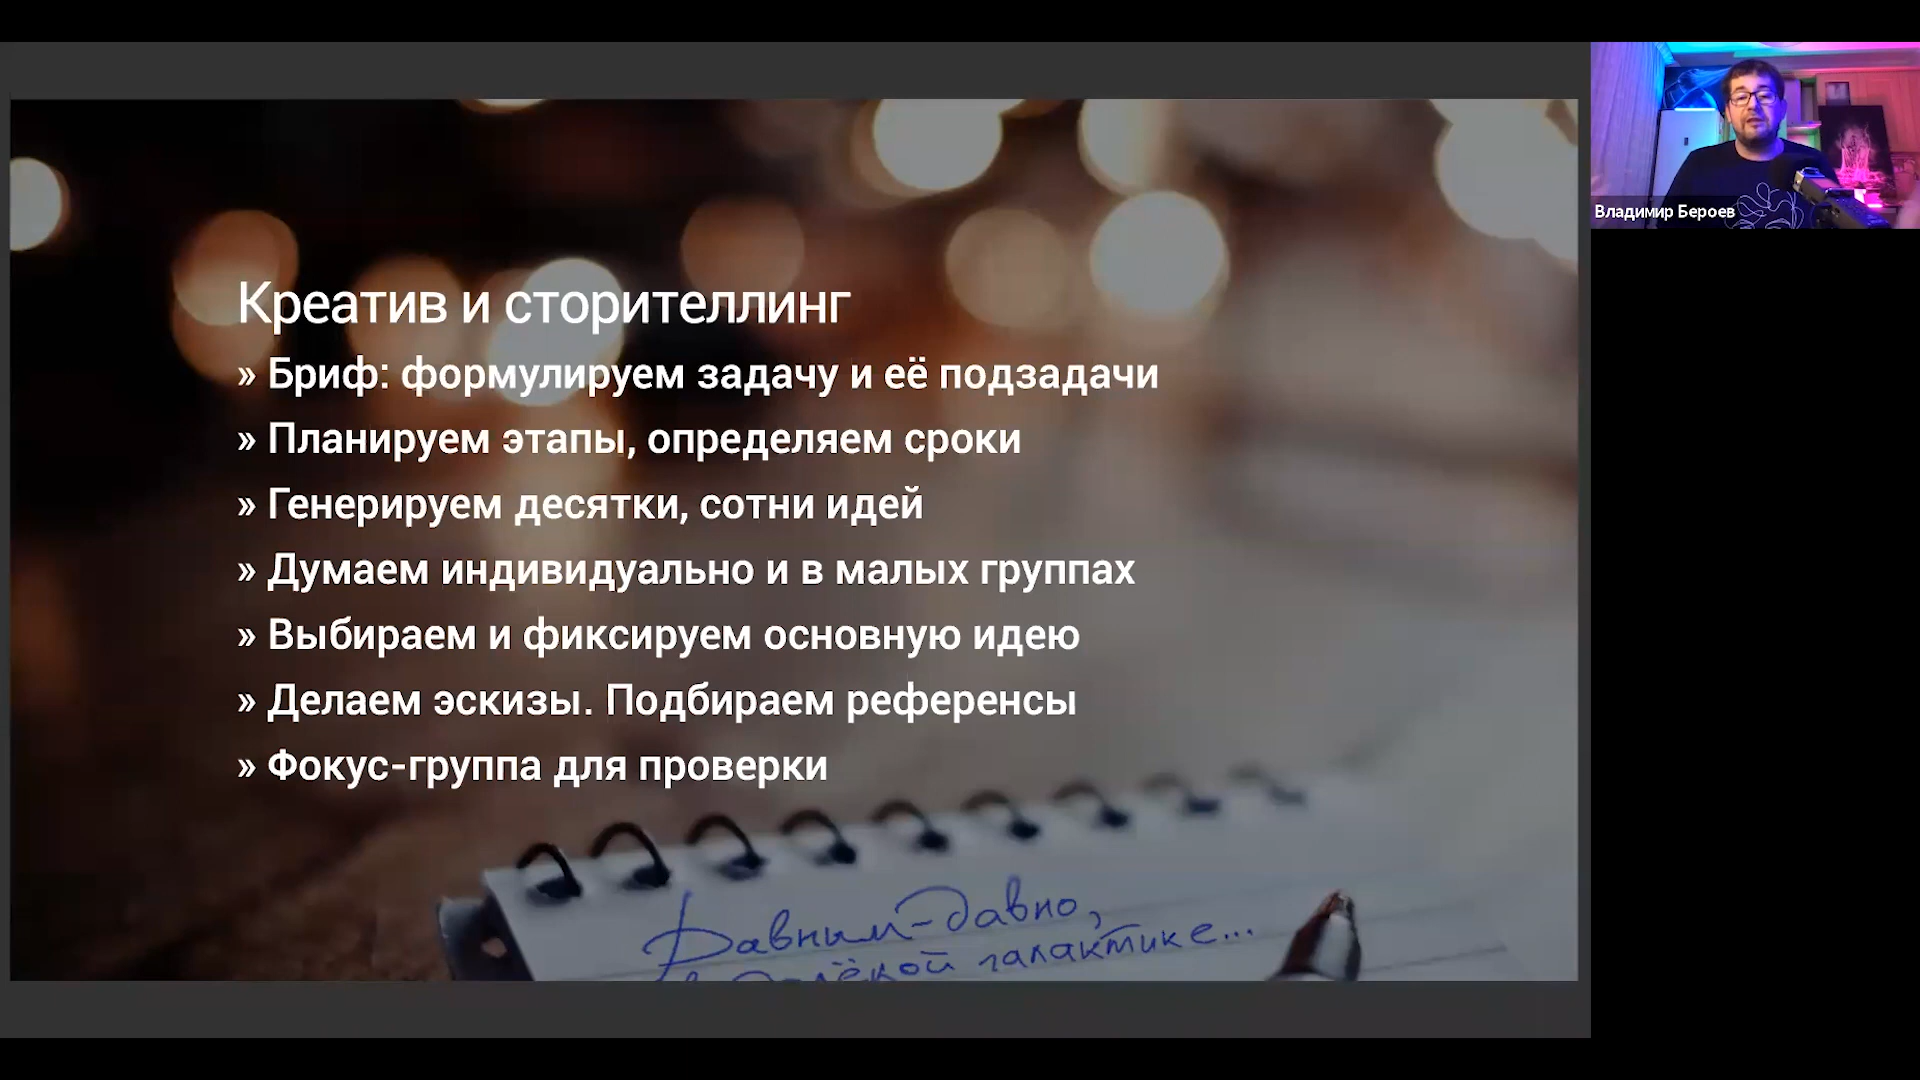 Креатив и сторителлинг
» Бриф: формулируем задачу и её подзадачи
» Планируем этапы, определяем сроки
» Генерируем десятки, сотни идей
» Думаем индивидуально и в малых группах
» Выбираем и фиксируем основную идею
» Делаем эскизы. Подбираем референсы
» Фокус-группа для проверки
Давным-давно,
в далёкой галактике...
Владимир Бероев